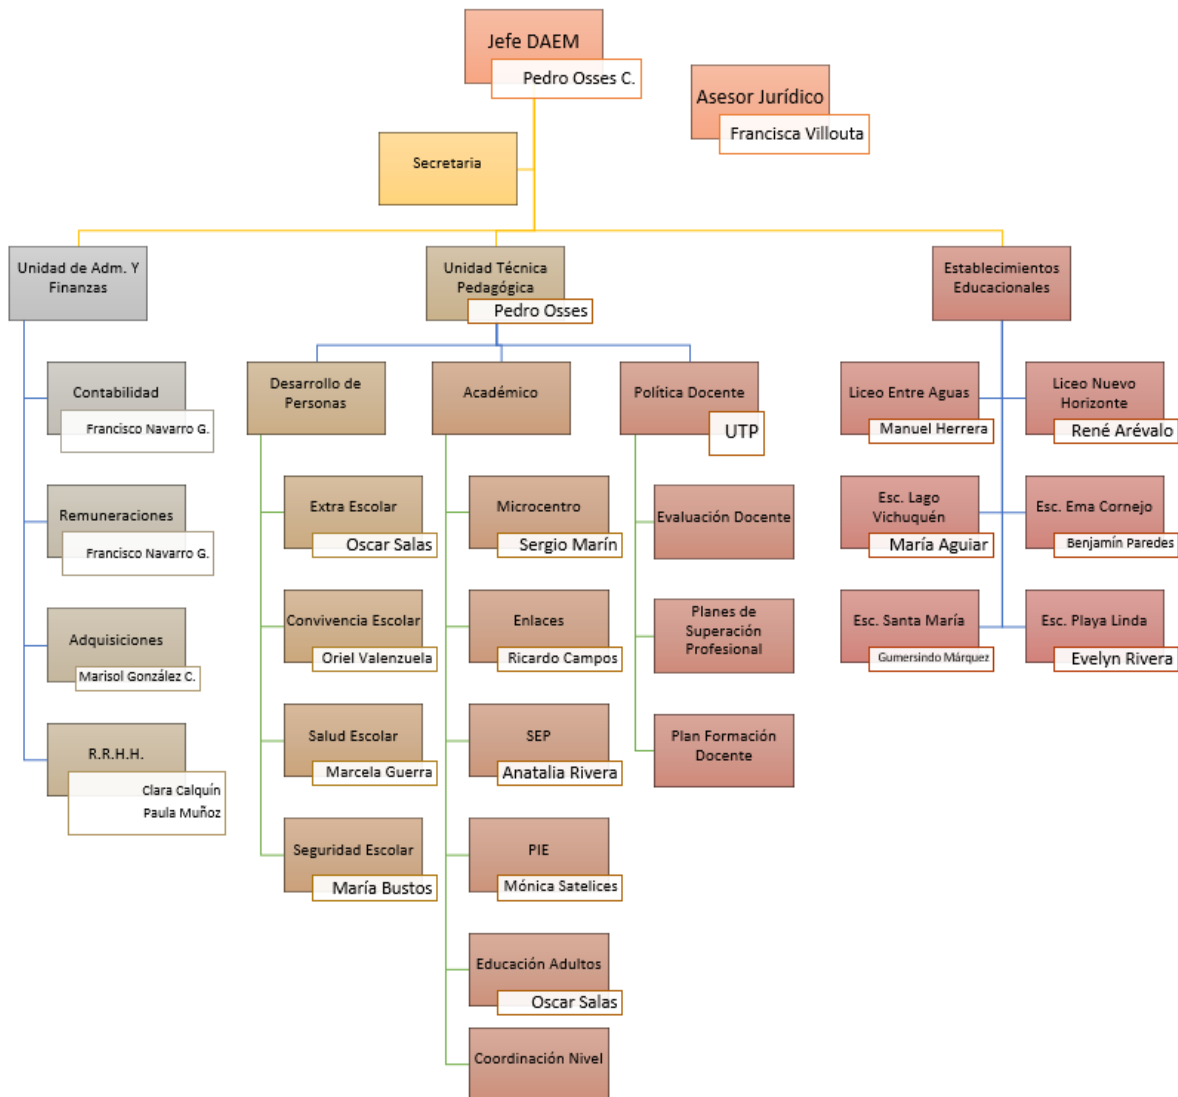 Jefe DAEM
Pedro Osses C.
Asesor Jurídico
Francisca Villouta
Secretaria
Unidad de Adm. Y
Finanzas
Contabilidad
Francisco Navarro G.
Remuneraciones
Francisco Navarro G.
Adquisiciones
Marisol González C.
R.R.H.H.
Clara Calquín
Paula Muñoz
Unidad Técnica
Pedagógica
Pedro Osses
Desarrollo de
Personas
Extra Escolar
Oscar Salas
Convivencia Escolar
Oriel Valenzuela
Salud Escolar
Marcela Guerra
Seguridad Escolar
María Bustos
Académico
Microcentro
Sergio Marín
Enlaces
Ricardo Campos
SEP
Anatalia Rivera
PIE
Mónica Satelices
Educación Adultos
Oscar Salas
Coordinación Nivel
Política Docente
UTP
Evaluación Docente
Planes de
Superación
Profesional
Plan Formación
Docente
Establecimientos
Educacionales
Liceo Entre Aguas
Manuel Herrera
Liceo Nuevo
Horizonte
René Arévalo
Esc. Lago
Vichuquén
María Aguiar
Esc. Ema Cornejo
Benjamín Paredes
Esc. Santa María
Gumersindo Márquez
Esc. Playa Linda
Evelyn Rivera